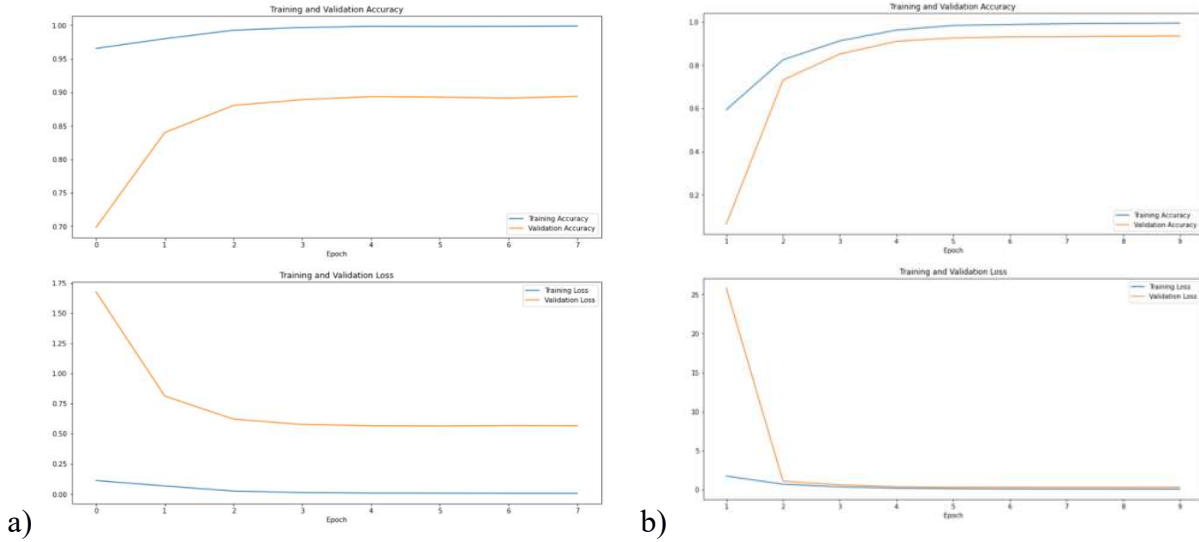 Training and Validation Accuracy
1.00
0.95
0.90
0.85
0.80
0.75
0.70
Training Accuracy
Validation Accuracy
0 1 2 3 4 5 6 7
Epoch
Training and Validation Loss
1.75
1.50
1.25
1.00
0.75
0.50
0.25
0.00
Training Loss
Validation Loss
0 1 2 3 4 5 6 7
Epoch
a)
Training and Validation Accuracy
1.0
0.8
0.6
0.4
0.2
Training Accuracy
Validation Accuracy
1 2 3 4 5 6 7 8 9
Epoch
Training and Validation Loss
25
20
15
10
5
0
Training Loss
Validation Loss
1 2 3 4 5 6 7 8 9
Epoch
b)